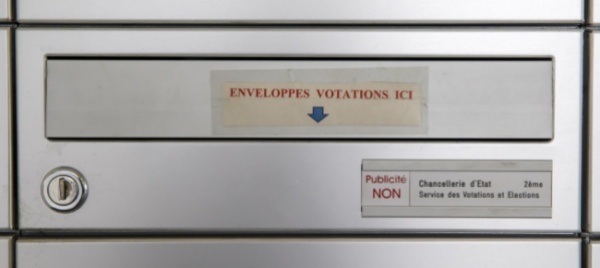 ENVELOPPES VOTATIONS ICI
Publicité
NON
Chancellerie d'Etat 2ème
Service des Votations et Elections